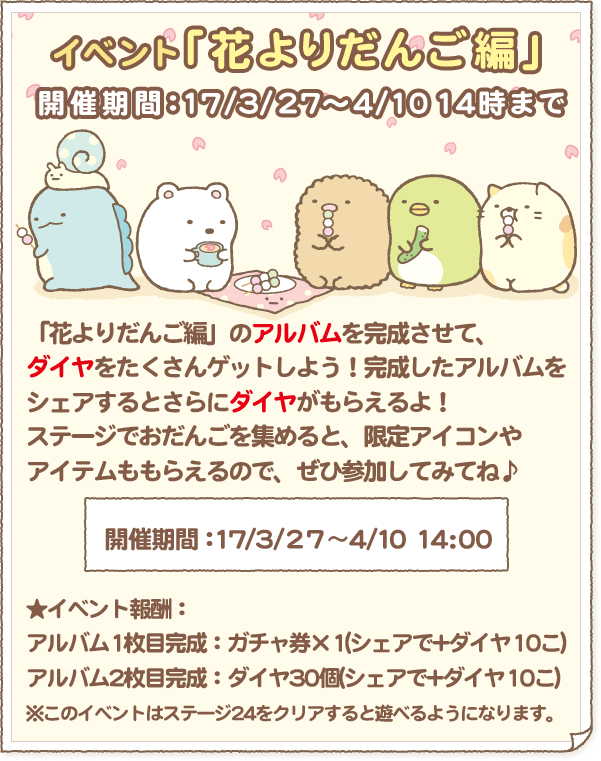 イベント「花よりだんご編」
開催期間:17/3/27～4/10 14時まで
「花よりだんご編」のアルバムを完成させて、
ダイヤをたくさんゲットしよう！完成したアルバムを
シェアするとさらにダイヤがもらえるよ！
ステージでおだんごを集めると、限定アイコンや
アイテムももらえるので、ぜひ参加してみてね♪
開催期間:17/3/27～4/10 14:00
★イベント報酬：
アルバム1枚目完成：ガチャ券×1(シェアで+ダイヤ10こ)
アルバム2枚目完成：ダイヤ30個(シェアで+ダイヤ10こ)
※このイベントはステージ24をクリアすると遊べるようになります。